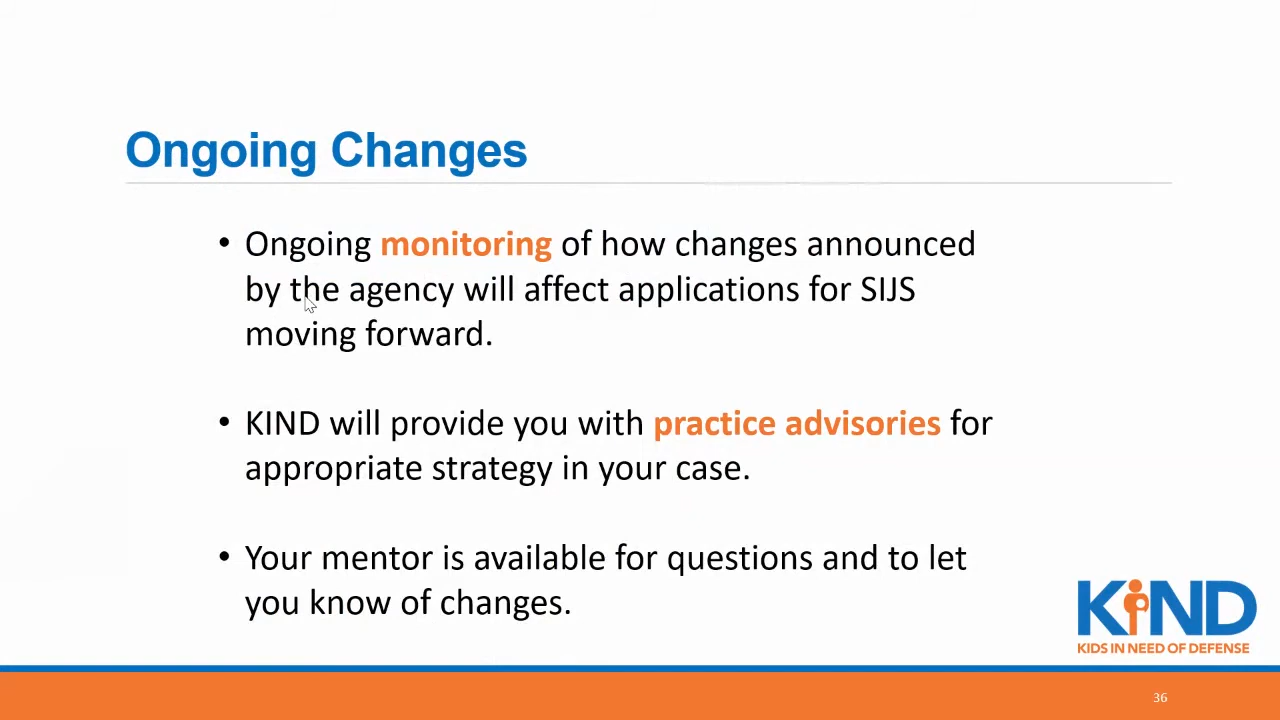 Ongoing Changes
• Ongoing monitoring of how changes announced
by the agency will affect applications for SIJS
moving forward.
• KIND will provide you with practice advisories for
appropriate strategy in your case.
• Your mentor is available for questions and to let
you know of changes.
KIND
KIDS IN NEED OF DEFENSE
36